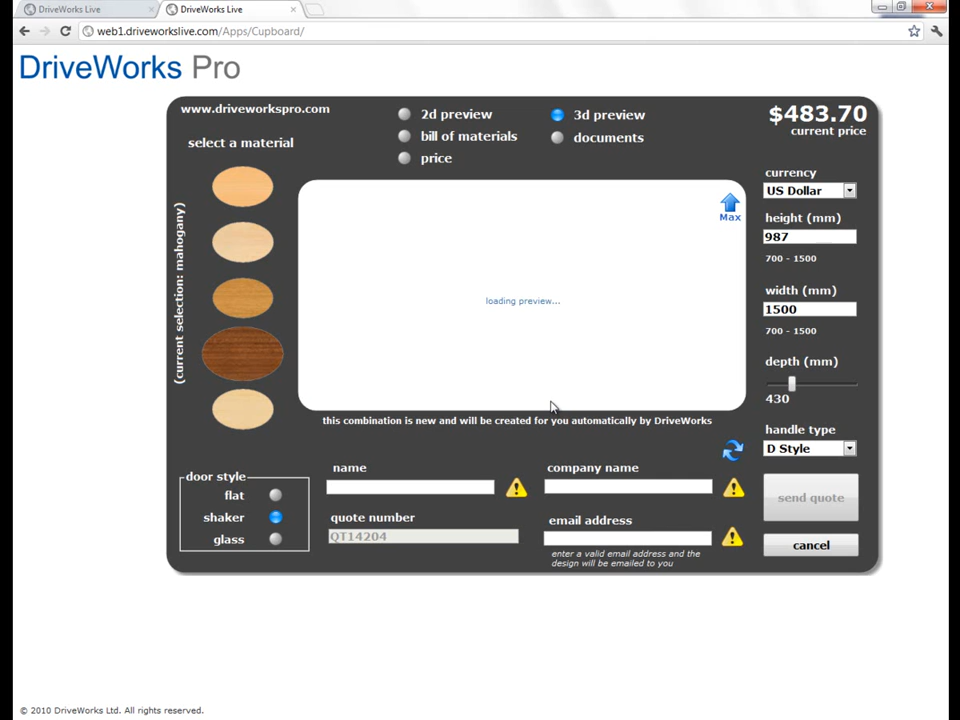 DriveWorks Live
DriveWorks Live
web1.driveworkslive.com/Apps/Cupboard/
DriveWorks Pro
www.driveworkspro.com
2d preview
3d preview
$483.70
current price
select a material
bill of materials
documents
price
currency
US Dollar
Max
height (mm)
987
700 - 1500
(current selection: mahogany)
width (mm)
1500
700 - 1500
loading preview...
depth (mm)
430
this combination is new and will be created for you automatically by DriveWorks
handle type
D Style
name
company name
door style
flat
send quote
shaker
quote number
QT14204
email address
glass
enter a valid email address and the
design will be emailed to you
cancel
© 2010 DriveWorks Ltd. All rights reserved.